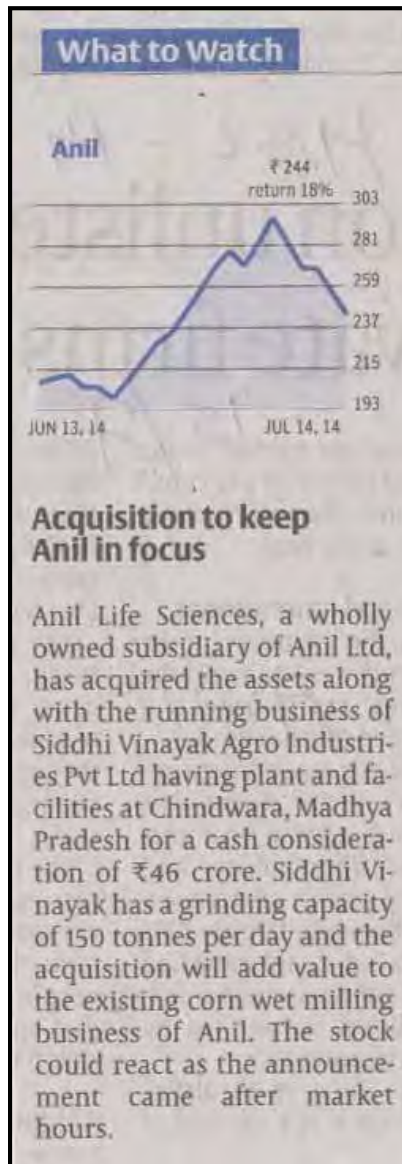 What to Watch
Anil
₹ 244
return 18%
303
281
259
237
215
193
JUN 13, 14
JUL 14, 14
Acquisition to keep
Anil in focus
Anil Life Sciences, a wholly
owned subsidiary of Anil Ltd,
has acquired the assets along
with the running business of
Siddhi Vinayak Agro Industri-
es Pvt Ltd having plant and fa-
cilities at Chindwara, Madhya
Pradesh for a cash considera-
tion of ₹46 crore. Siddhi Vi-
nayak has a grinding capacity
of 150 tonnes per day and the
acquisition will add value to
the existing corn wet milling
business of Anil. The stock
could react as the announce-
ment came after market
hours.